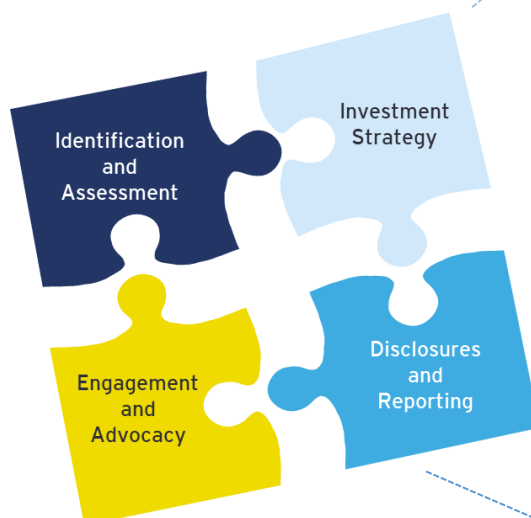 Identification
and
Assessment
Investment
Strategy
Engagement
and
Advocacy
Disclosures
and
Reporting